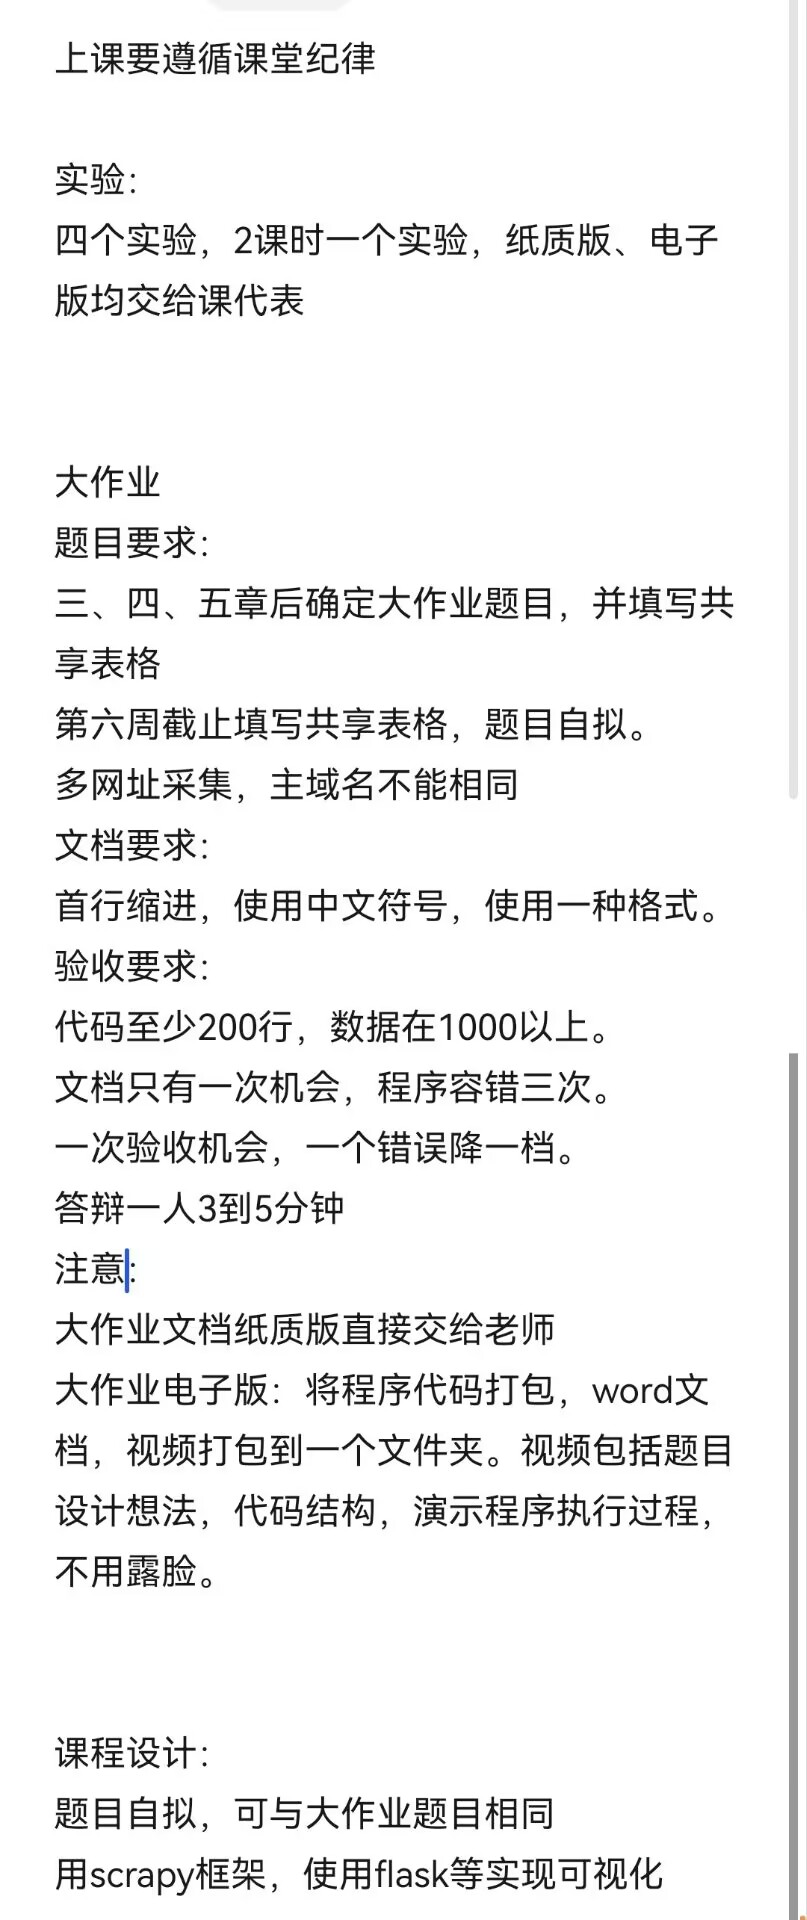 上课要遵循课堂纪律
实验：
四个实验，2课时一个实验，纸质版、电子
版均交给课代表
大作业
题目要求：
三、四、五章后确定大作业题目，并填写共
享表格
第六周截止填写共享表格，题目自拟。
多网址采集，主域名不能相同
文档要求：
首行缩进，使用中文符号，使用一种格式。
验收要求：
代码至少200行，数据在1000以上。
文档只有一次机会，程序容错三次。
一次验收机会，一个错误降一档。
答辩一人3到5分钟
注意：
大作业文档纸质版直接交给老师
大作业电子版：将程序代码打包，word文
档，视频打包到一个文件夹。视频包括题目
设计想法，代码结构，演示程序执行过程，
不用露脸。
课程设计：
题目自拟，可与大作业题目相同
用scrapy框架，使用flask等实现可视化